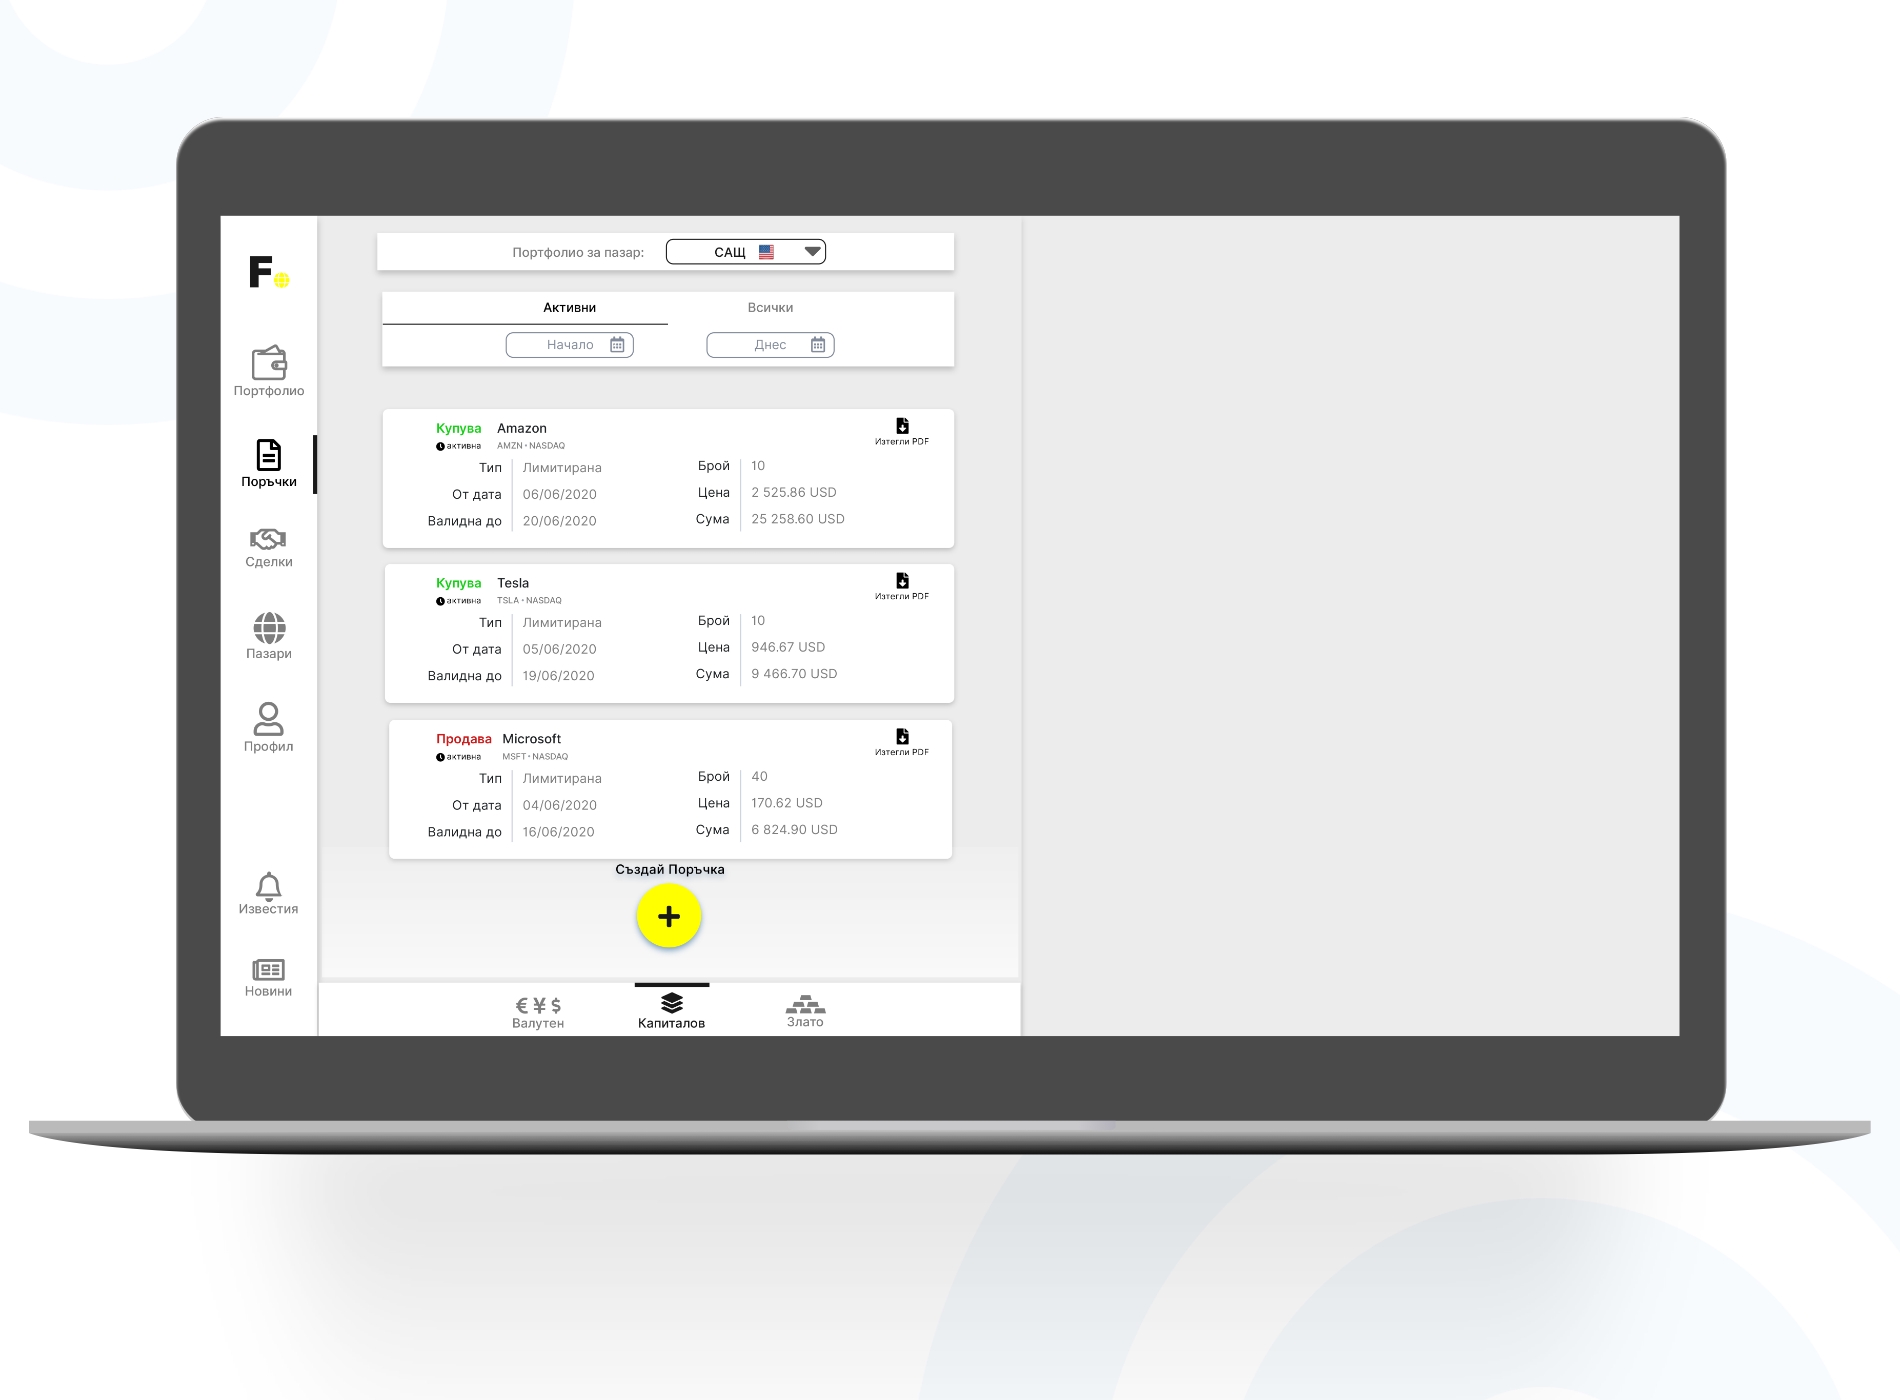 F
Портфолио
Поръчки
Сделки
Пазари
Профил
Известия
Новини
Портфолио за пазар: САЩ
Активни Всички
Начало Днес
Купува Amazon
активна AMZN • NASDAQ
Изтегли PDF
Тип Лимитирана
От дата 06/06/2020
Валидна до 20/06/2020
Брой 10
Цена 2 525.86 USD
Сума 25 258.60 USD
Купува Tesla
активна TSLA • NASDAQ
Изтегли PDF
Тип Лимитирана
От дата 05/06/2020
Валидна до 19/06/2020
Брой 10
Цена 946.67 USD
Сума 9 466.70 USD
Продава Microsoft
активна MSFT • NASDAQ
Изтегли PDF
Тип Лимитирана
От дата 04/06/2020
Валидна до 16/06/2020
Брой 40
Цена 170.62 USD
Сума 6 824.90 USD
Създай Поръчка
+
€ ¥ $
Валутен Капиталов Злато